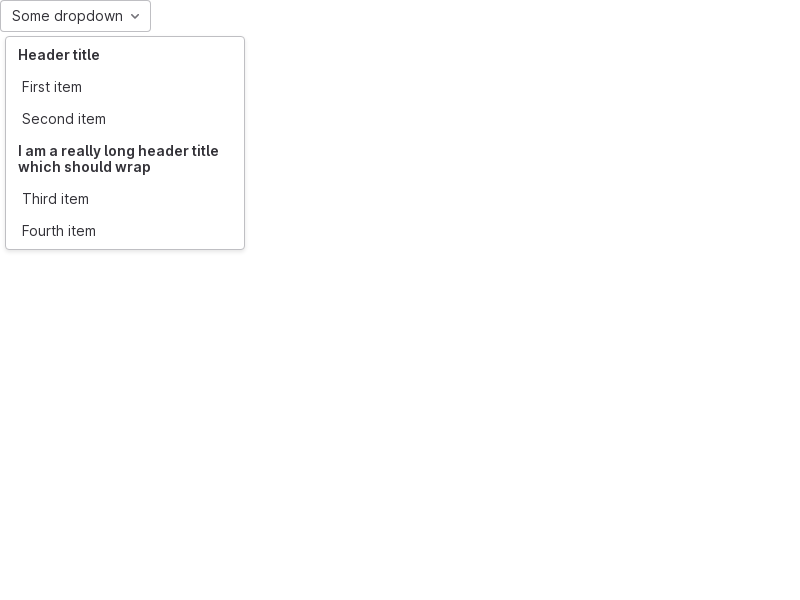 Some dropdown
Header title
First item
Second item
I am a really long header title
which should wrap
Third item
Fourth item